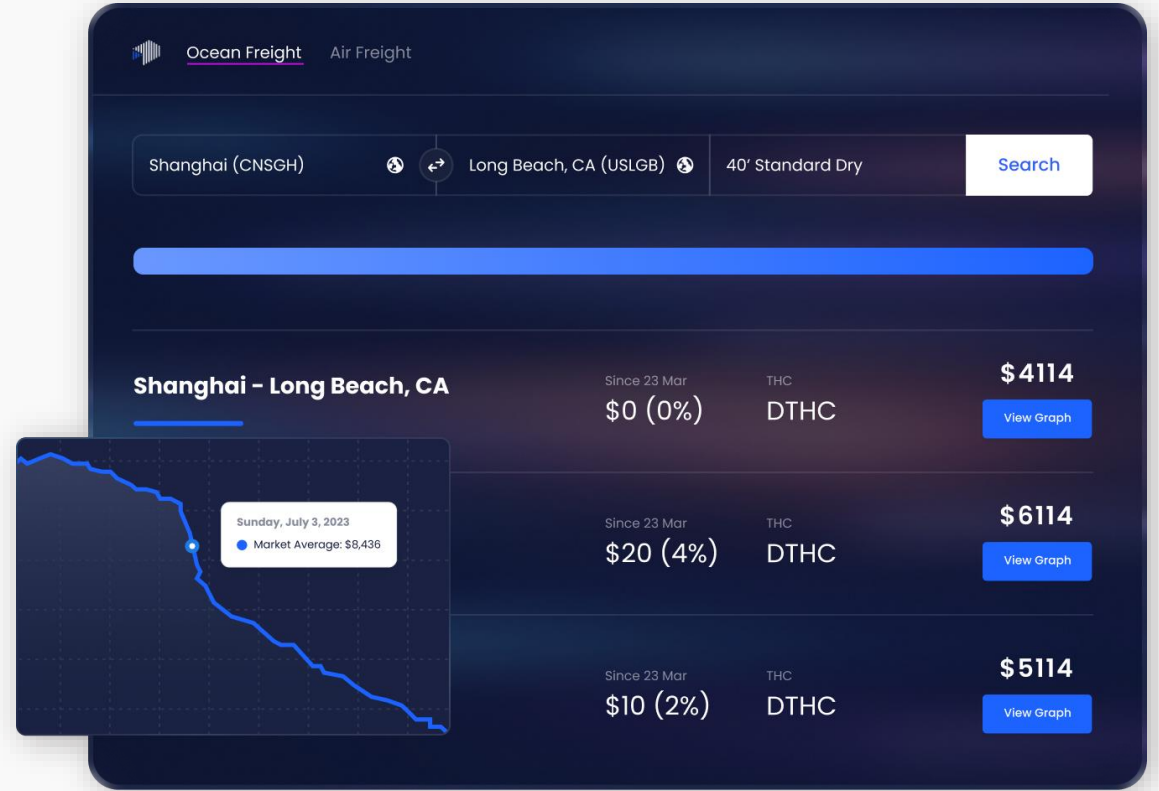 Ocean Freight Air Freight
Shanghai (CNSGH) Long Beach, CA (USLGB) 40' Standard Dry Search
Shanghai - Long Beach, CA
Since 23 Mar THC $4114
$0 (0%) DTHC View Graph
Sunday, July 3, 2023
Market Average: $8,436
Since 23 Mar THC $6114
$20 (4%) DTHC View Graph
Since 23 Mar THC $5114
$10 (2%) DTHC View Graph